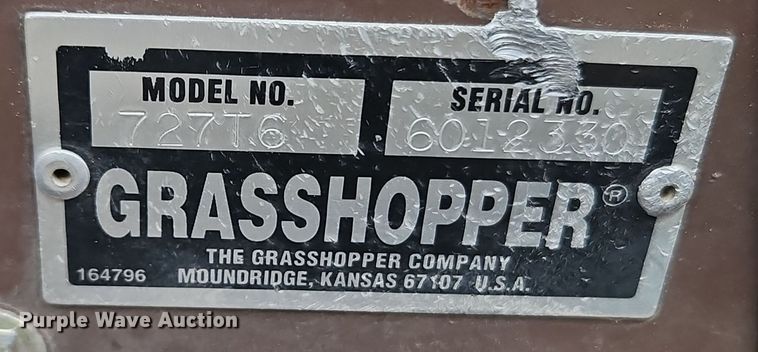 MODEL NO. SERIAL NO.
727T6 6012330
GRASSHOPPER®
THE GRASSHOPPER COMPANY
164796 MOUNDRIDGE, KANSAS 67107 U.S.A.
Purple Wave Auction